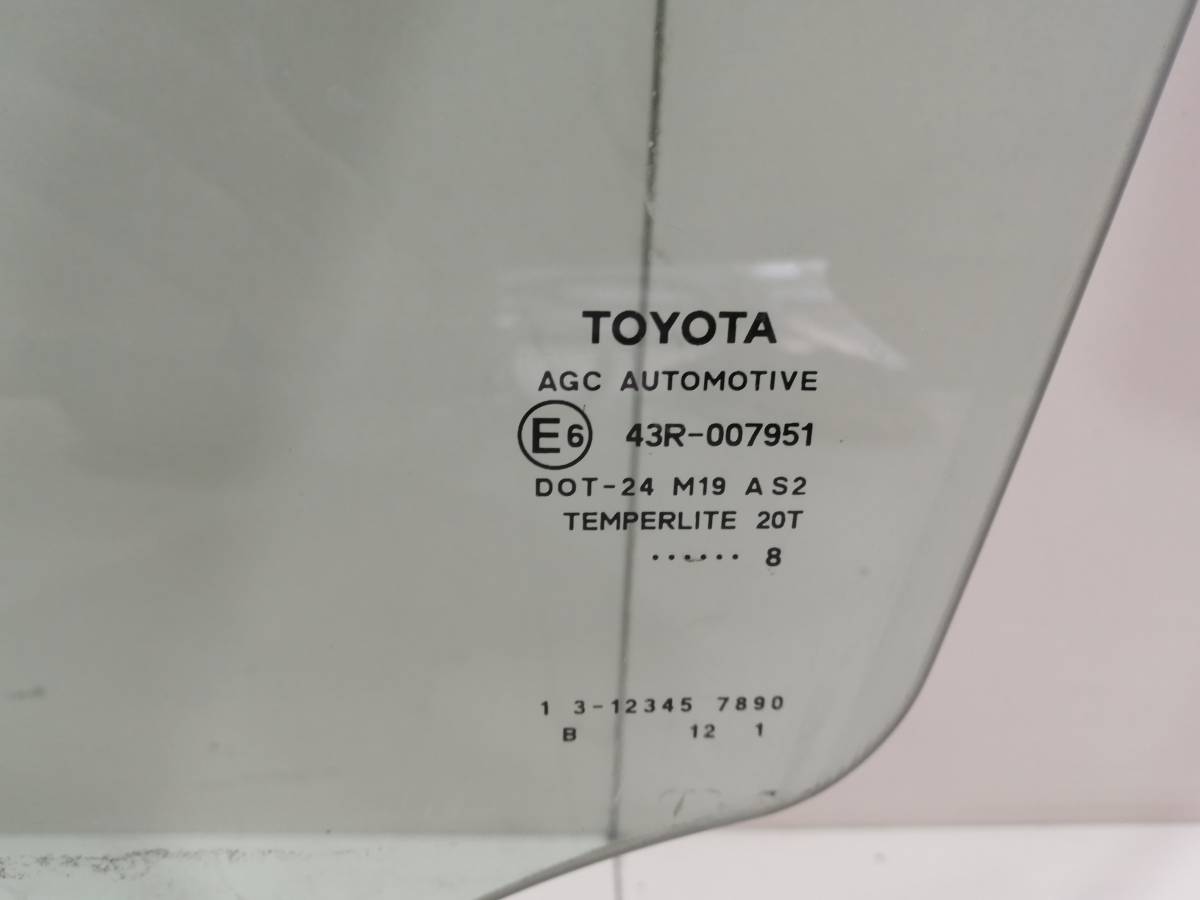 TOYOTA
AGC AUTOMOTIVE
E6 43R-007951
DOT-24 M19 AS2
TEMPERLITE 20T
...... 8
1 3-12345 7890
B 12 1